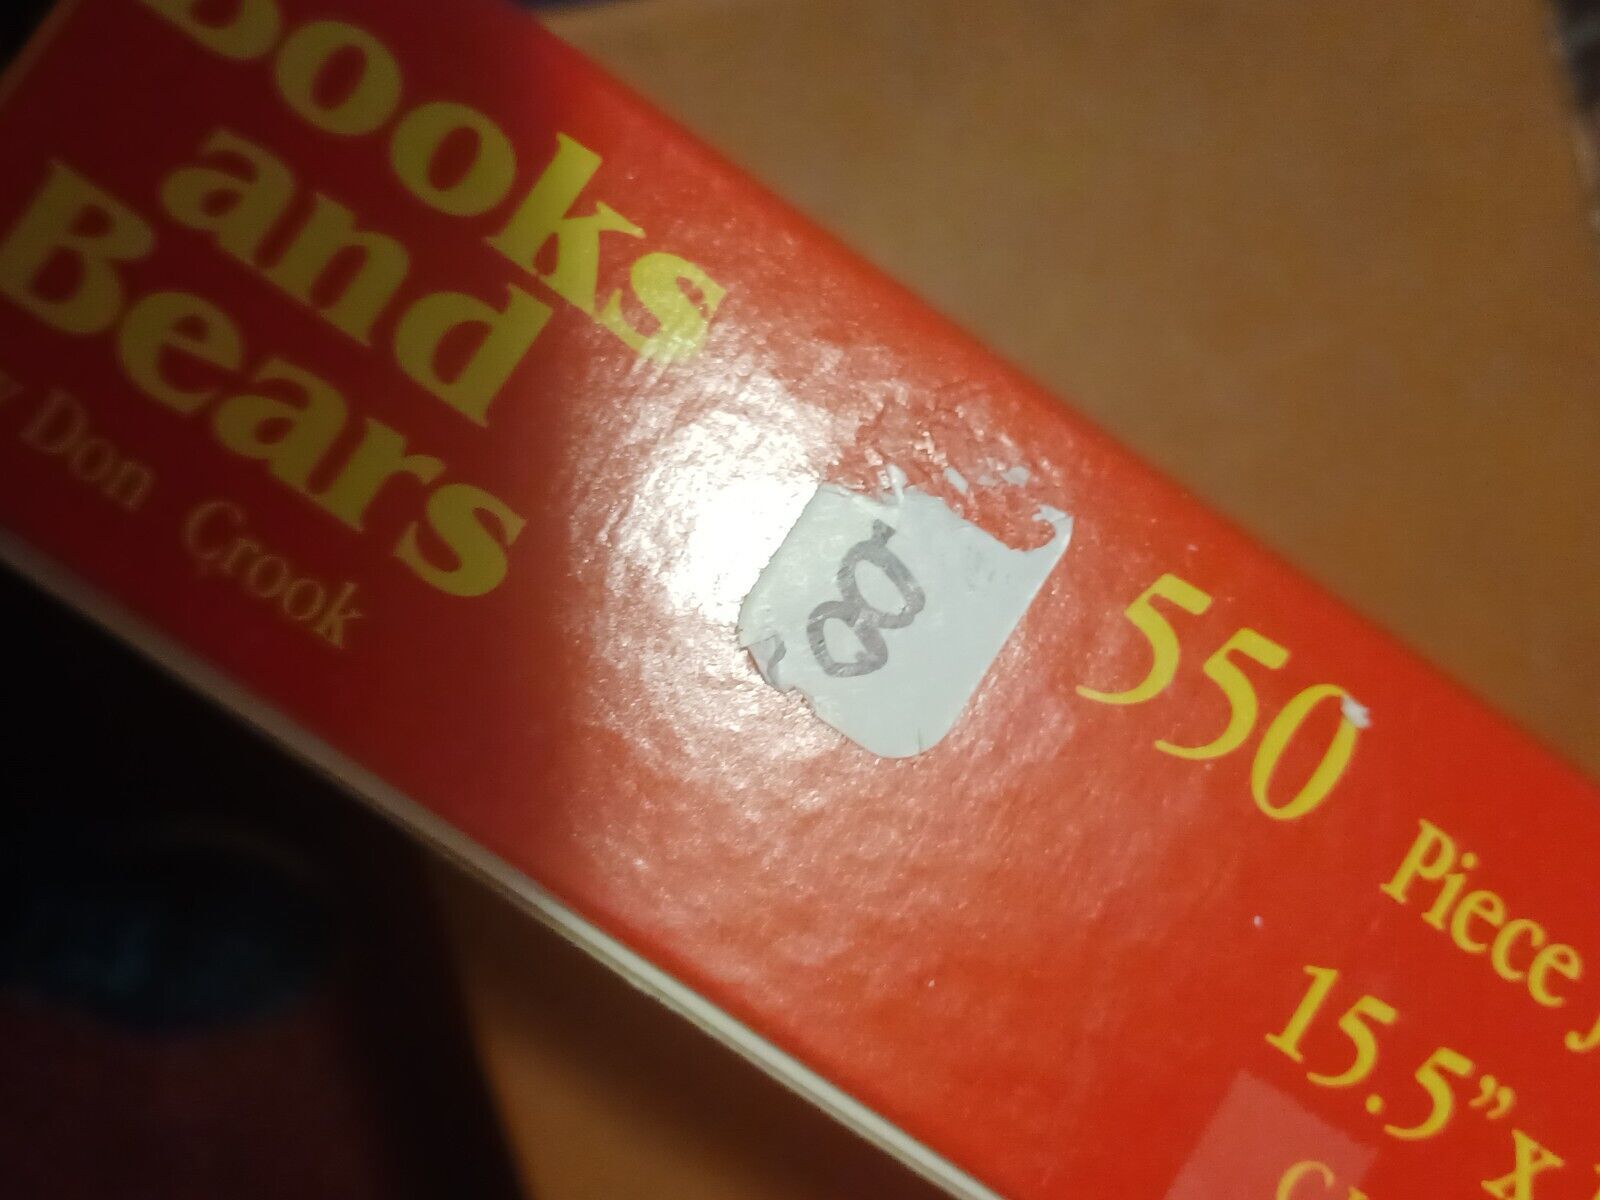 Books
and
Bears
Don Crook
8
550
Piece
15.5" X